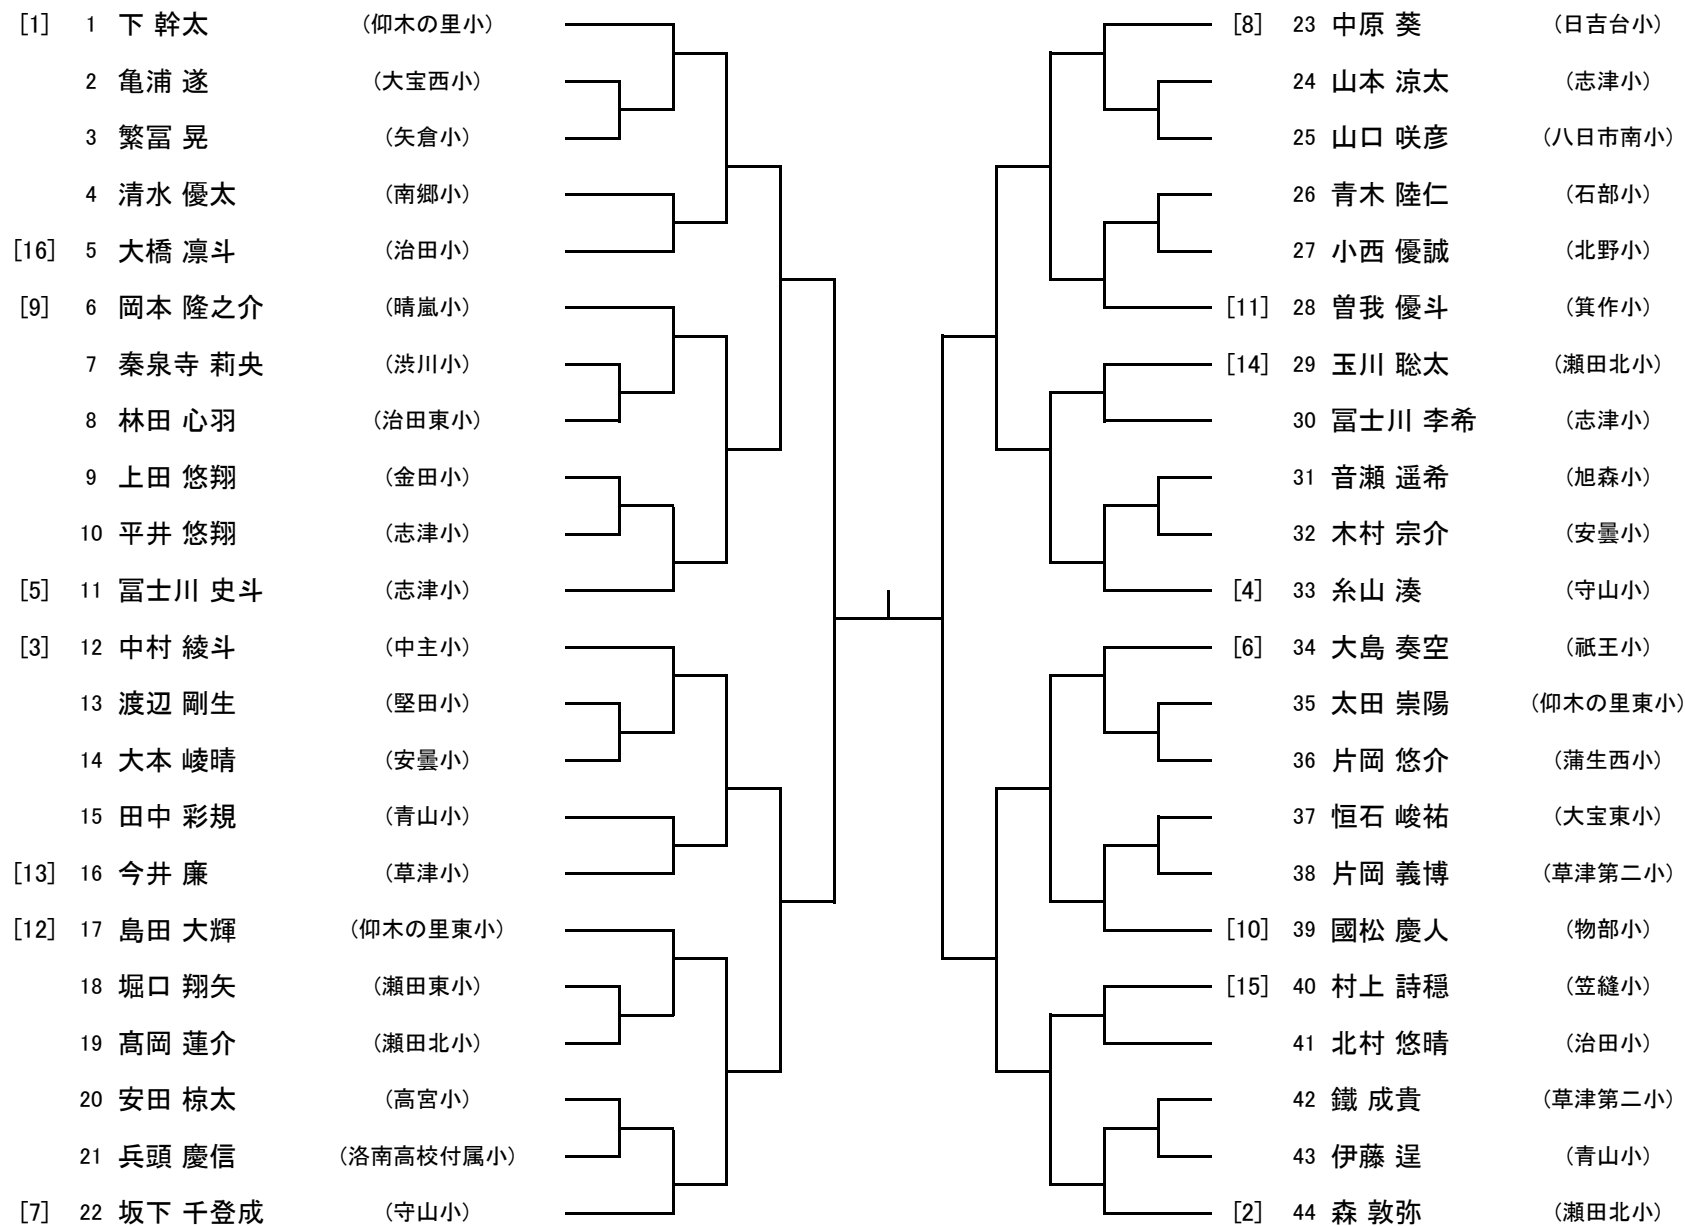 [1] 1 下 幹太 (仰木の里小)
2 亀浦 遂 (大宝西小)
3 繁冨 晃 (矢倉小)
4 清水 優太 (南郷小)
[16] 5 大橋 凛斗 (治田小)
[9] 6 岡本 隆之介 (晴嵐小)
7 秦泉寺 莉央 (渋川小)
8 林田 心羽 (治田東小)
9 上田 悠翔 (金田小)
10 平井 悠翔 (志津小)
[5] 11 冨士川 史斗 (志津小)
[3] 12 中村 綾斗 (中主小)
13 渡辺 剛生 (堅田小)
14 大本 崚晴 (安曇小)
15 田中 彩規 (青山小)
[13] 16 今井 廉 (草津小)
[12] 17 島田 大輝 (仰木の里東小)
18 堀口 翔矢 (瀬田東小)
19 髙岡 蓮介 (瀬田北小)
20 安田 椋太 (高宮小)
21 兵頭 慶信 (洛南高校付属小)
[7] 22 坂下 千登成 (守山小)
[8] 23 中原 葵 (日吉台小)
24 山本 涼太 (志津小)
25 山口 咲彦 (八日市南小)
26 青木 陸仁 (石部小)
27 小西 優誠 (北野小)
[11] 28 曽我 優斗 (箕作小)
[14] 29 玉川 聡太 (瀬田北小)
30 冨士川 李希 (志津小)
31 音瀬 遥希 (旭森小)
32 木村 宗介 (安曇小)
[4] 33 糸山 湊 (守山小)
[6] 34 大島 奏空 (祇王小)
35 太田 崇陽 (仰木の里東小)
36 片岡 悠介 (蒲生西小)
37 恒石 峻祐 (大宝東小)
38 片岡 義博 (草津第二小)
[10] 39 國松 慶人 (物部小)
[15] 40 村上 詩穏 (笠縫小)
41 北村 悠晴 (治田小)
42 鐵 成貴 (草津第二小)
43 伊藤 逞 (青山小)
[2] 44 森 敦弥 (瀬田北小)